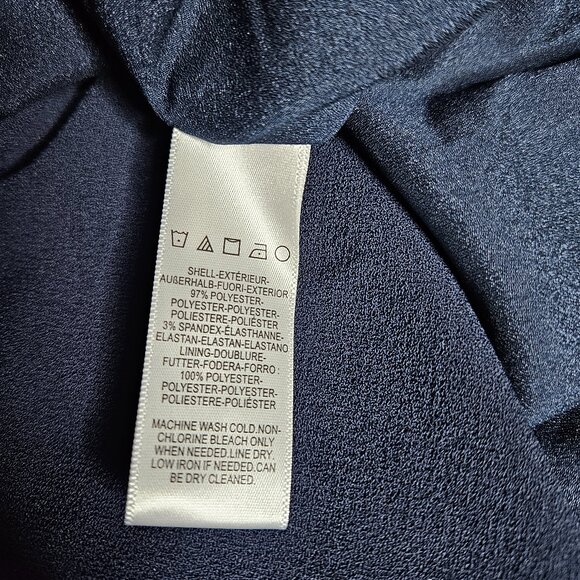 SHELL-EXTÉRIEUR-
AUßERHALB-FUORI-EXTERIOR
97% POLYESTER-
POLYESTER-POLYESTER-
POLIESTERE-POLIÉSTER
3% SPANDEX-ÉLASTHANNE-
ELASTAN-ELASTAN-ELASTANO
LINING-DOUBLURE-
FUTTER-FODERA-FORRO :
100% POLYESTER-
POLYESTER-POLYESTER-
POLIESTERE-POLIÉSTER
MACHINE WASH COLD.NON-
CHLORINE BLEACH ONLY
WHEN NEEDED.LINE DRY.
LOW IRON IF NEEDED.CAN
BE DRY CLEANED.